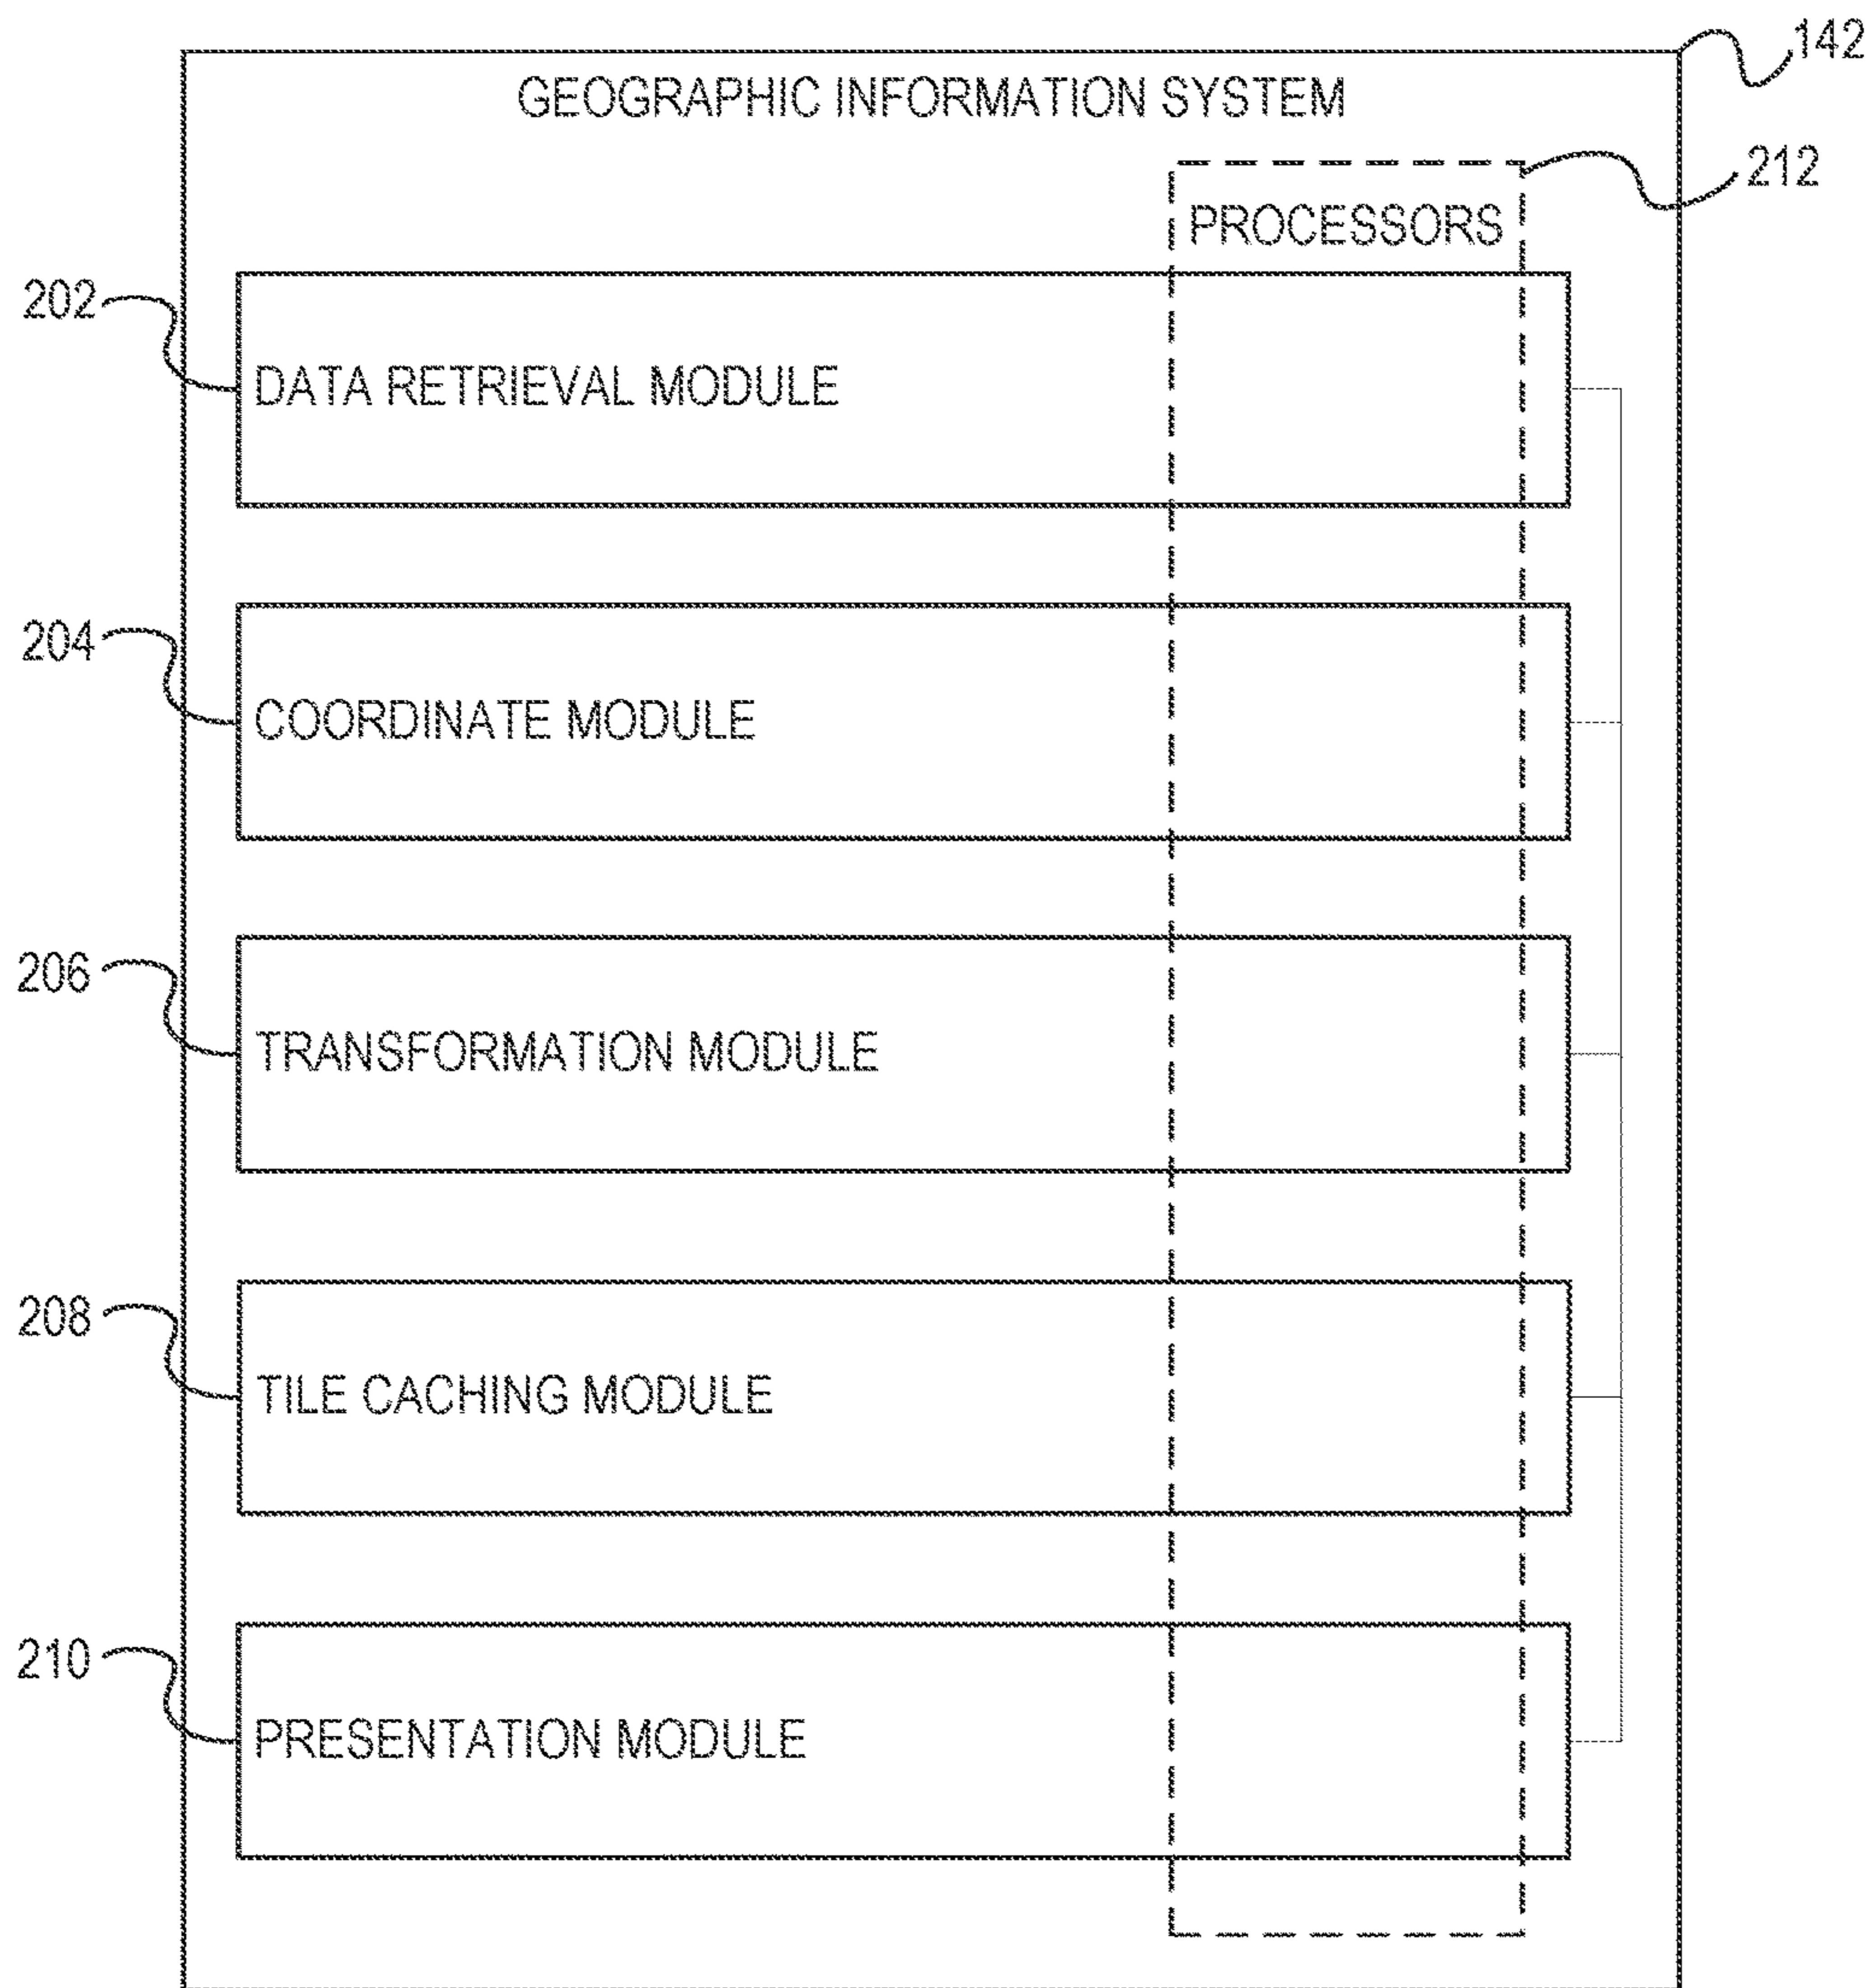 142
GEOGRAPHIC INFORMATION SYSTEM
212
PROCESSORS
202
DATA RETRIEVAL MODULE
204
COORDINATE MODULE
206
TRANSFORMATION MODULE
208
TILE CACHING MODULE
210
PRESENTATION MODULE